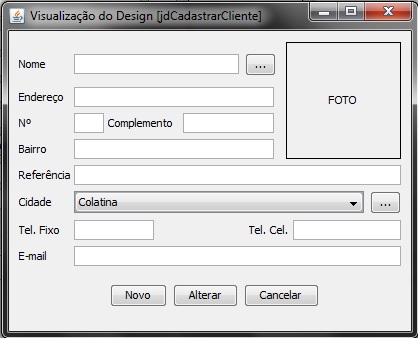 Visualização do Design [jdCadastrarCliente]
Nome ...
FOTO
Endereço
Nº Complemento
Bairro
Referência
Cidade Colatina ...
Tel. Fixo Tel. Cel.
E-mail
Novo Alterar Cancelar